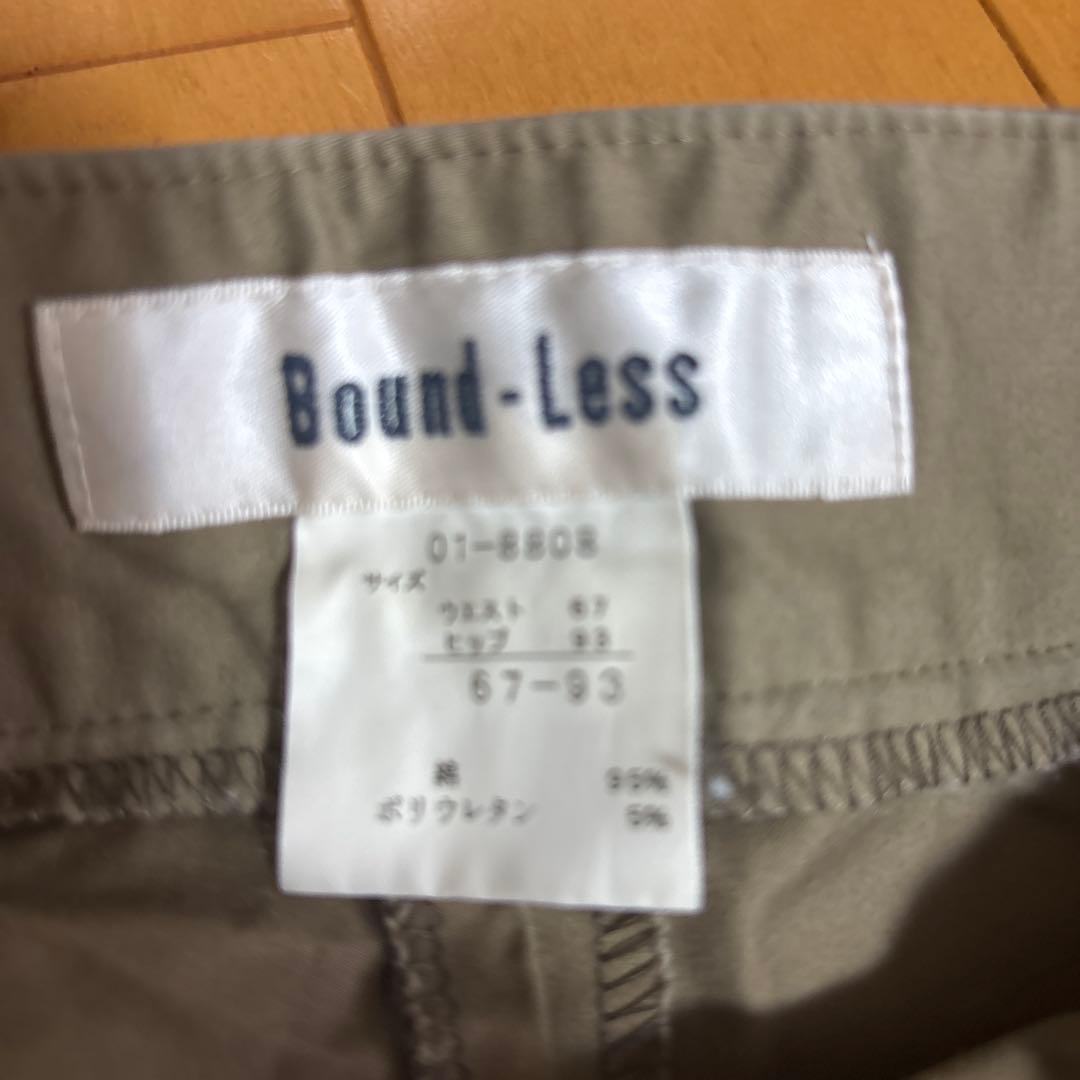 Bound-Less
01-8808
サイズ
ウエスト 67
ヒップ 93
67-93
綿 95%
ポリウレタン 5%